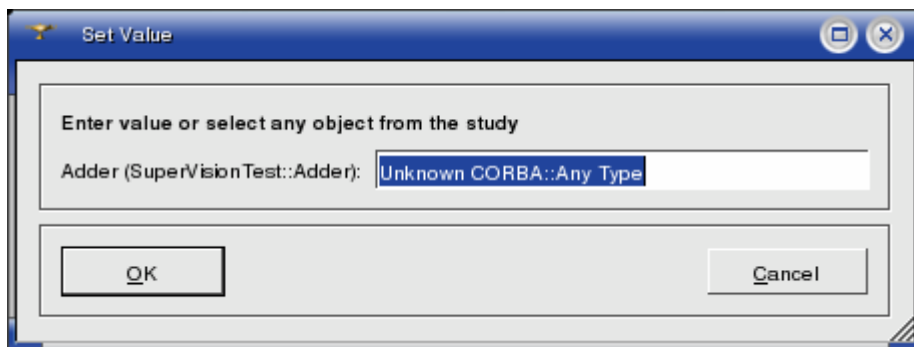 Set Value
Enter value or select any object from the study
Adder (SuperVisionTest::Adder): Unknown CORBA::Any Type
OK Cancel